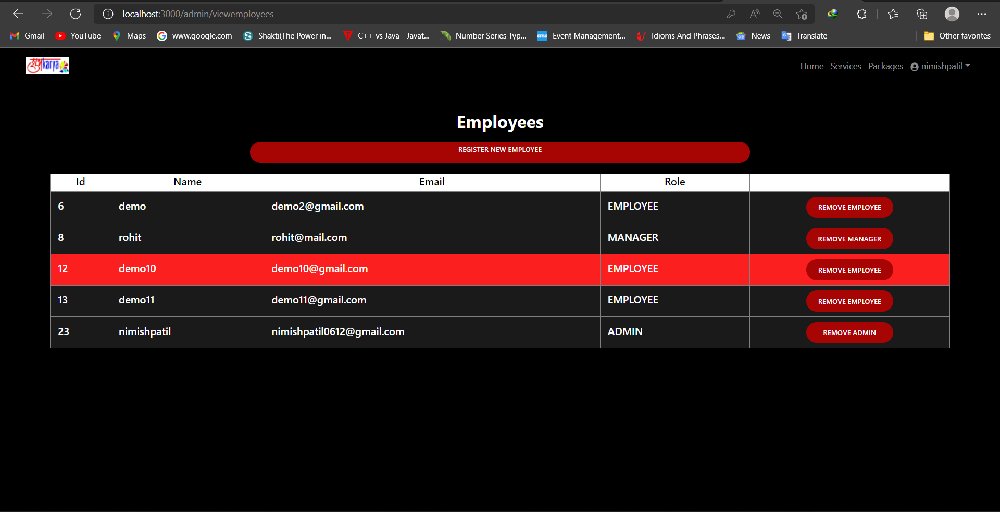 localhost:3000/admin/viewemployees
Gmail YouTube Maps www.google.com Shakti(The Power in... C++ vs Java - Javat... Number Series Typ... Event Management... Idioms And Phrases... News Translate Other favorites
शुभkarya Home Services Packages nimishpatil
Employees
REGISTER NEW EMPLOYEE
Id Name Email Role
6 demo demo2@gmail.com EMPLOYEE REMOVE EMPLOYEE
8 rohit rohit@mail.com MANAGER REMOVE MANAGER
12 demo10 demo10@gmail.com EMPLOYEE REMOVE EMPLOYEE
13 demo11 demo11@gmail.com EMPLOYEE REMOVE EMPLOYEE
23 nimishpatil nimishpatil0612@gmail.com ADMIN REMOVE ADMIN